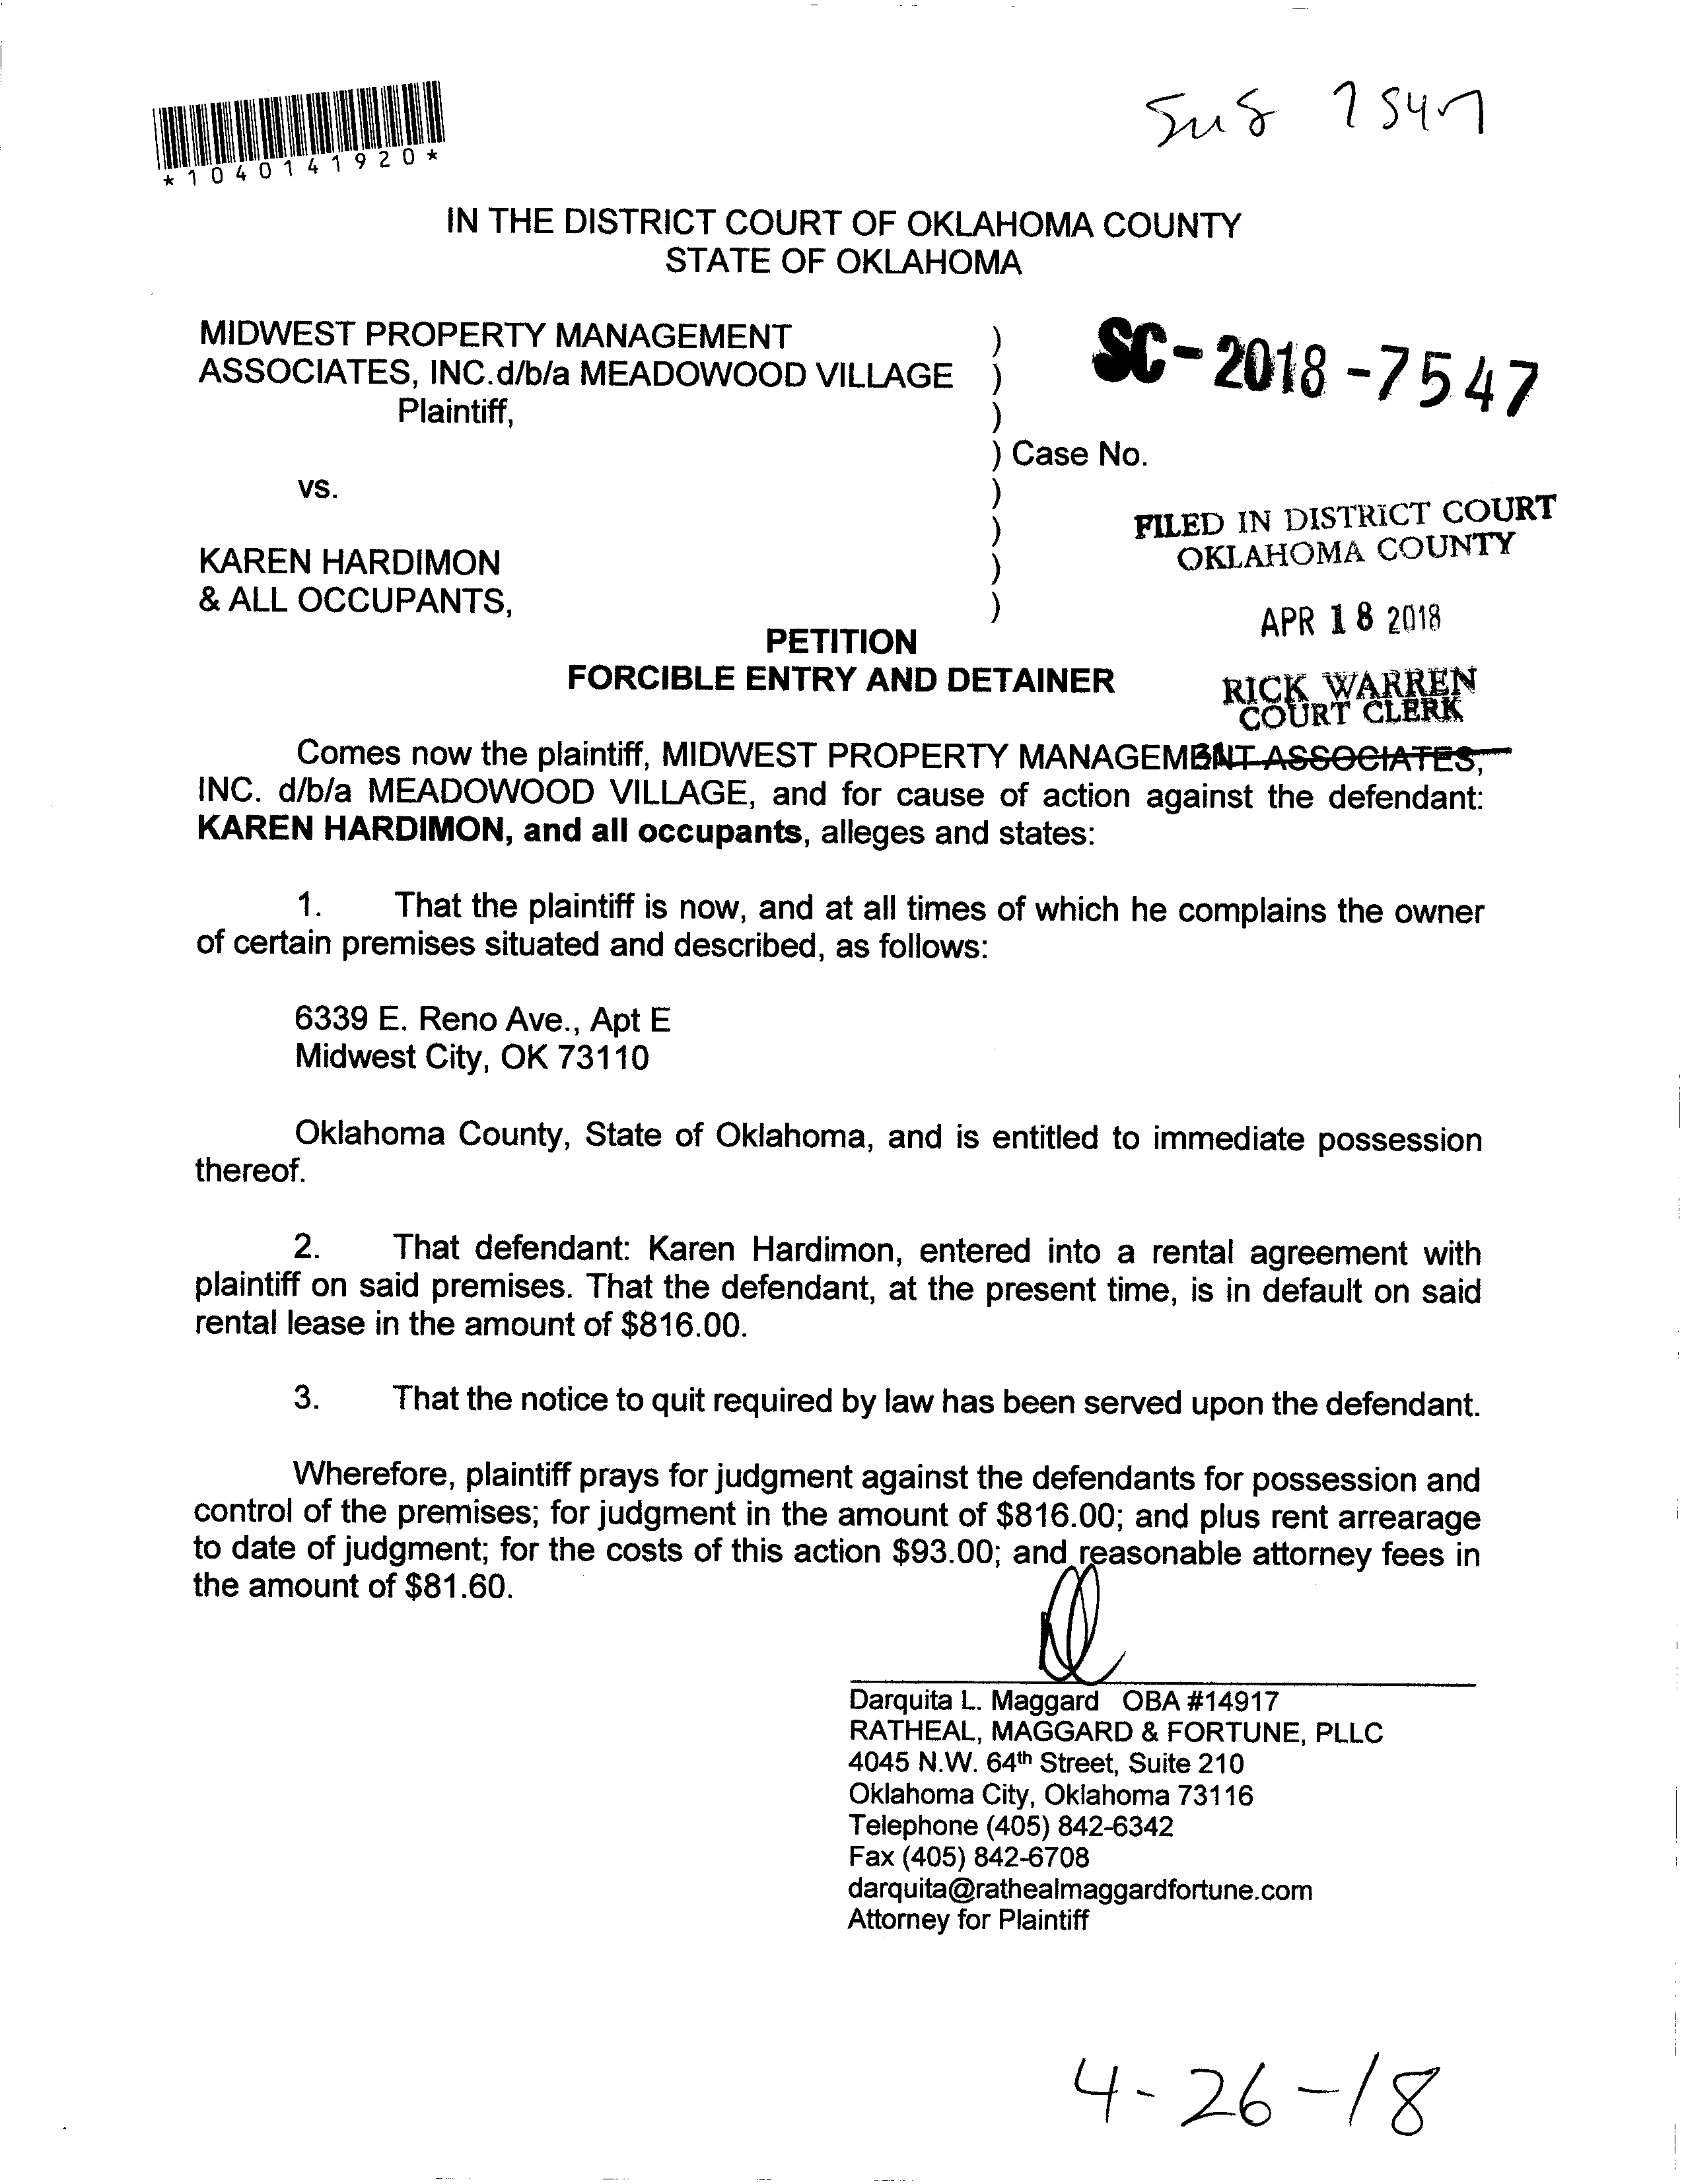 *1040141920*
7547
IN THE DISTRICT COURT OF OKLAHOMA COUNTY
STATE OF OKLAHOMA
MIDWEST PROPERTY MANAGEMENT )
ASSOCIATES, INC.d/b/a MEADOWOOD VILLAGE )
Plaintiff, )
SC-2018-7547
) Case No.
vs. )
)
KAREN HARDIMON )
& ALL OCCUPANTS, )
FILED IN DISTRICT COURT
OKLAHOMA COUNTY
APR 18 2018
RICK WARREN
COURT CLERK
PETITION
FORCIBLE ENTRY AND DETAINER
Comes now the plaintiff, MIDWEST PROPERTY MANAGEMENT ASSOCIATES,
INC. d/b/a MEADOWOOD VILLAGE, and for cause of action against the defendant:
KAREN HARDIMON, and all occupants, alleges and states:
1. That the plaintiff is now, and at all times of which he complains the owner
of certain premises situated and described, as follows:
6339 E. Reno Ave., Apt E
Midwest City, OK 73110
Oklahoma County, State of Oklahoma, and is entitled to immediate possession
thereof.
2. That defendant: Karen Hardimon, entered into a rental agreement with
plaintiff on said premises. That the defendant, at the present time, is in default on said
rental lease in the amount of $816.00.
3. That the notice to quit required by law has been served upon the defendant.
Wherefore, plaintiff prays for judgment against the defendants for possession and
control of the premises; for judgment in the amount of $816.00; and plus rent arrearage
to date of judgment; for the costs of this action $93.00; and reasonable attorney fees in
the amount of $81.60.
Darquita L. Maggard OBA #14917
RATHEAL, MAGGARD & FORTUNE, PLLC
4045 N.W. 64th Street, Suite 210
Oklahoma City, Oklahoma 73116
Telephone (405) 842-6342
Fax (405) 842-6708
darquita@rathealmaggardfortune.com
Attorney for Plaintiff
4-26-18